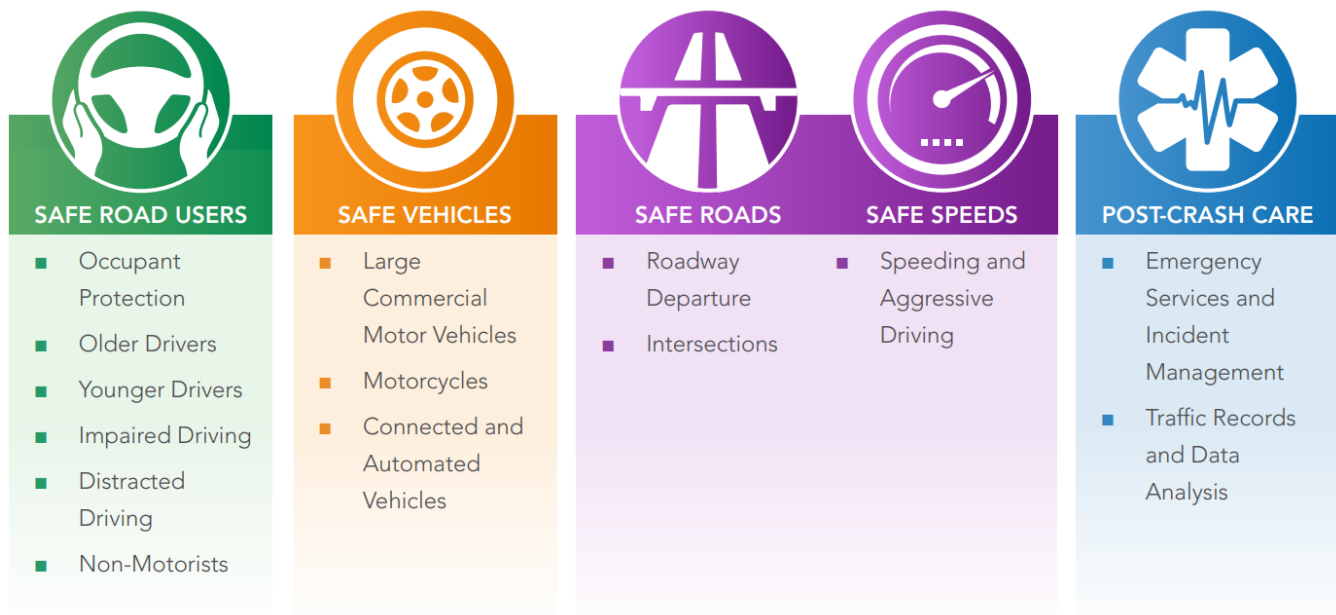 SAFE ROAD USERS
Occupant
Protection
Older Drivers
Younger Drivers
Impaired Driving
Distracted
Driving
Non-Motorists
SAFE VEHICLES
Large
Commercial
Motor Vehicles
Motorcycles
Connected and
Automated
Vehicles
SAFE ROADS
Roadway
Departure
Intersections
SAFE SPEEDS
Speeding and
Aggressive
Driving
POST-CRASH CARE
Emergency
Services and
Incident
Management
Traffic Records
and Data
Analysis